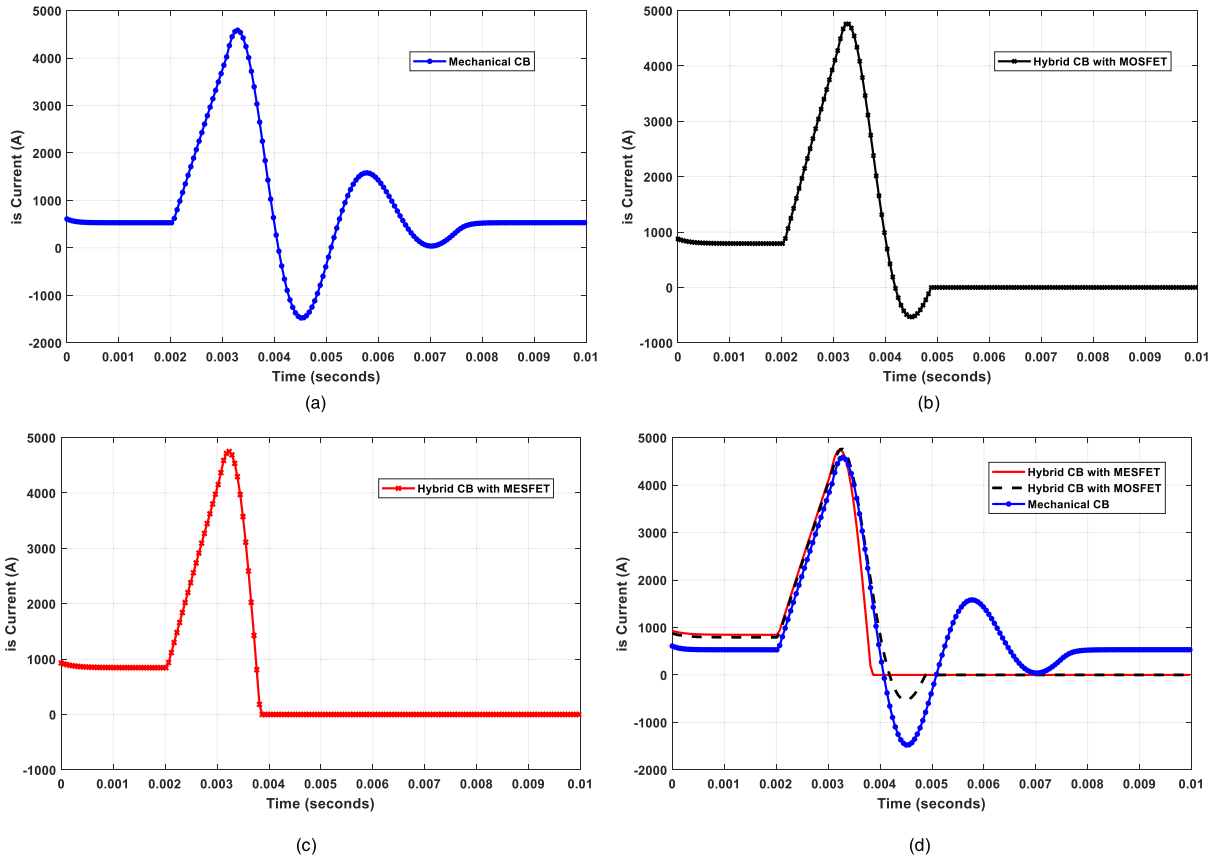 5000
4000
3000
2000
1000
0
-1000
-2000
is Current (A)
Mechanical CB
0 0.001 0.002 0.003 0.004 0.005 0.006 0.007 0.008 0.009 0.01
Time (seconds)
(a)
5000
4000
3000
2000
1000
0
-1000
is Current (A)
Hybrid CB with MOSFET
0 0.001 0.002 0.003 0.004 0.005 0.006 0.007 0.008 0.009 0.01
Time (seconds)
(b)
5000
4000
3000
2000
1000
0
-1000
is Current (A)
Hybrid CB with MESFET
0 0.001 0.002 0.003 0.004 0.005 0.006 0.007 0.008 0.009 0.01
Time (seconds)
(c)
5000
4000
3000
2000
1000
0
-1000
-2000
is Current (A)
Hybrid CB with MESFET
Hybrid CB with MOSFET
Mechanical CB
0 0.001 0.002 0.003 0.004 0.005 0.006 0.007 0.008 0.009 0.01
Time (seconds)
(d)